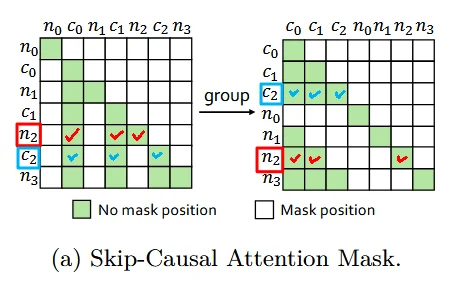 n₀ c₀ n₁ c₁ n₂ c₂ n₃
n₀
c₀
n₁
c₁
n₂
c₂
n₃
group
c₀ c₁ c₂ n₀ n₁ n₂ n₃
c₀
c₁
c₂
n₀
n₁
n₂
n₃
No mask position
Mask position
(a) Skip-Causal Attention Mask.